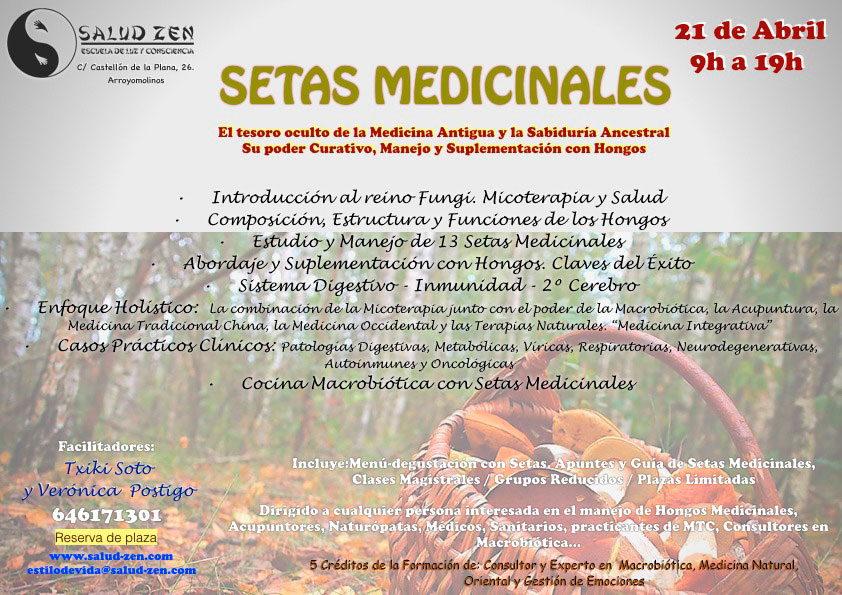 SALUD ZEN
ESCUELA DE LUZ Y CONSCIENCIA
C/ Castellón de la Plana, 26.
Arroyomolinos
21 de Abril
9h a 19h
SETAS MEDICINALES
El tesoro oculto de la Medicina Antigua y la Sabiduría Ancestral
Su poder Curativo, Manejo y Suplementación con Hongos
· Introducción al reino Fungi. Micoterapia y Salud
· Composición, Estructura y Funciones de los Hongos
· Estudio y Manejo de 13 Setas Medicinales
· Abordaje y Suplementación con Hongos. Claves del Éxito
· Sistema Digestivo - Inmunidad - 2º Cerebro
· Enfoque Holístico: La combinación de la Micoterapia junto con el poder de la Macrobiótica, la Acupuntura, la
Medicina Tradicional China, la Medicina Occidental y las Terapias Naturales. “Medicina Integrativa”
· Casos Prácticos Clínicos: Patologías Digestivas, Metabólicas, Víricas, Respiratorias, Neurodegenerativas,
Autoinmunes y Oncológicas
· Cocina Macrobiótica con Setas Medicinales
Facilitadores:
Txiki Soto
y Verónica Postigo
646171301
Reserva de plaza
www.salud-zen.com
estilodevida@salud-zen.com
Incluye:Menú-degustación con Setas. Apuntes y Guía de Setas Medicinales,
Clases Magistrales / Grupos Reducidos / Plazas Limitadas
Dirigido a cualquier persona interesada en el manejo de Hongos Medicinales,
Acupuntores, Naturópatas, Médicos, Sanitarios, practicantes de MTC, Consultores en
Macrobiótica...
5 Créditos de la Formación de: Consultor y Experto en Macrobiótica, Medicina Natural,
Oriental y Gestión de Emociones